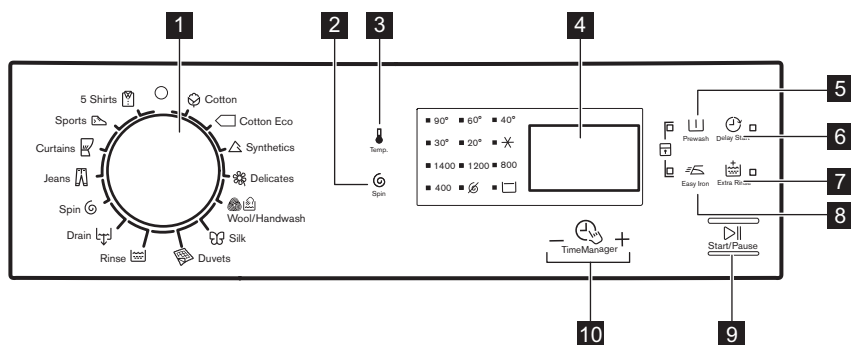 1
2
3
4
5
6
7
8
9
10
5 Shirts
Sports
Curtains
Jeans
Spin
Drain
Rinse
Cotton
Cotton Eco
Synthetics
Delicates
Wool/Handwash
Silk
Duvets
Temp.
Spin
90° 60° 40°
30° 20°
1400 1200 800
400
Prewash
Delay
Easy Iron
Extra
− +
TimeManager
Start/Pause